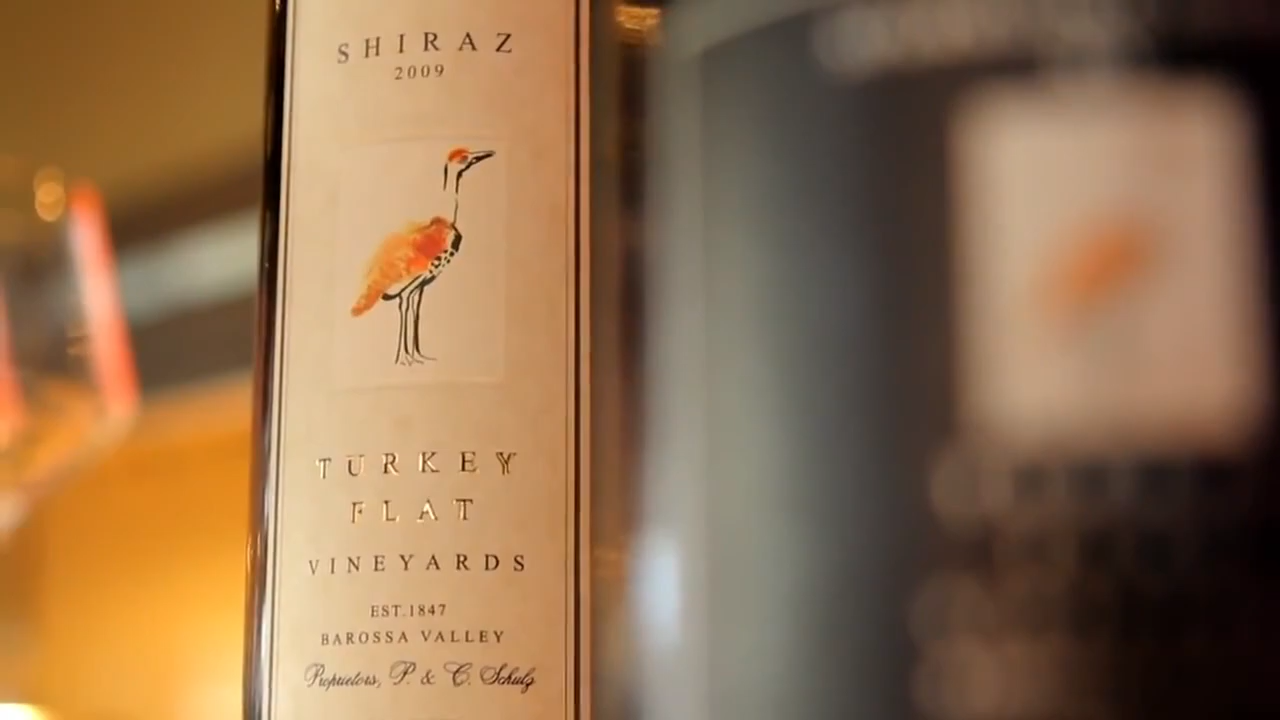 SHIRAZ
2009
TURKEY
FLAT
VINEYARDS
EST.1847
BAROSSA VALLEY
Proprietors, P. & C. Schulz